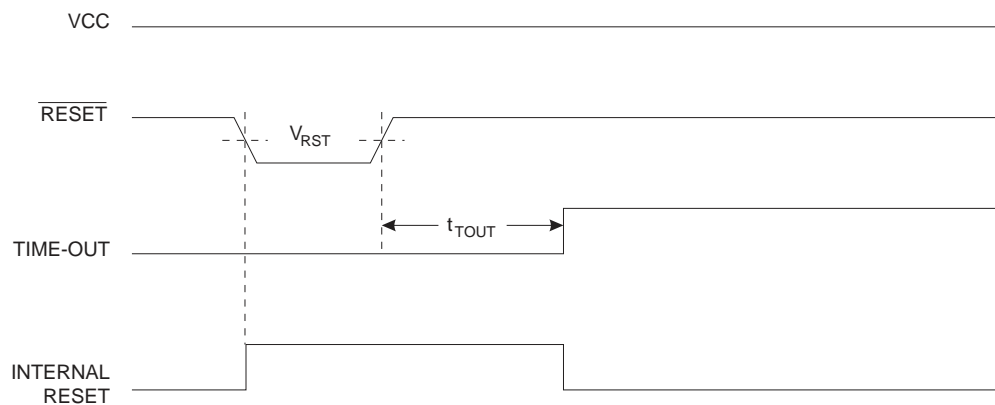 VCC
RESET
VRST
tTOUT
TIME-OUT
INTERNAL
RESET